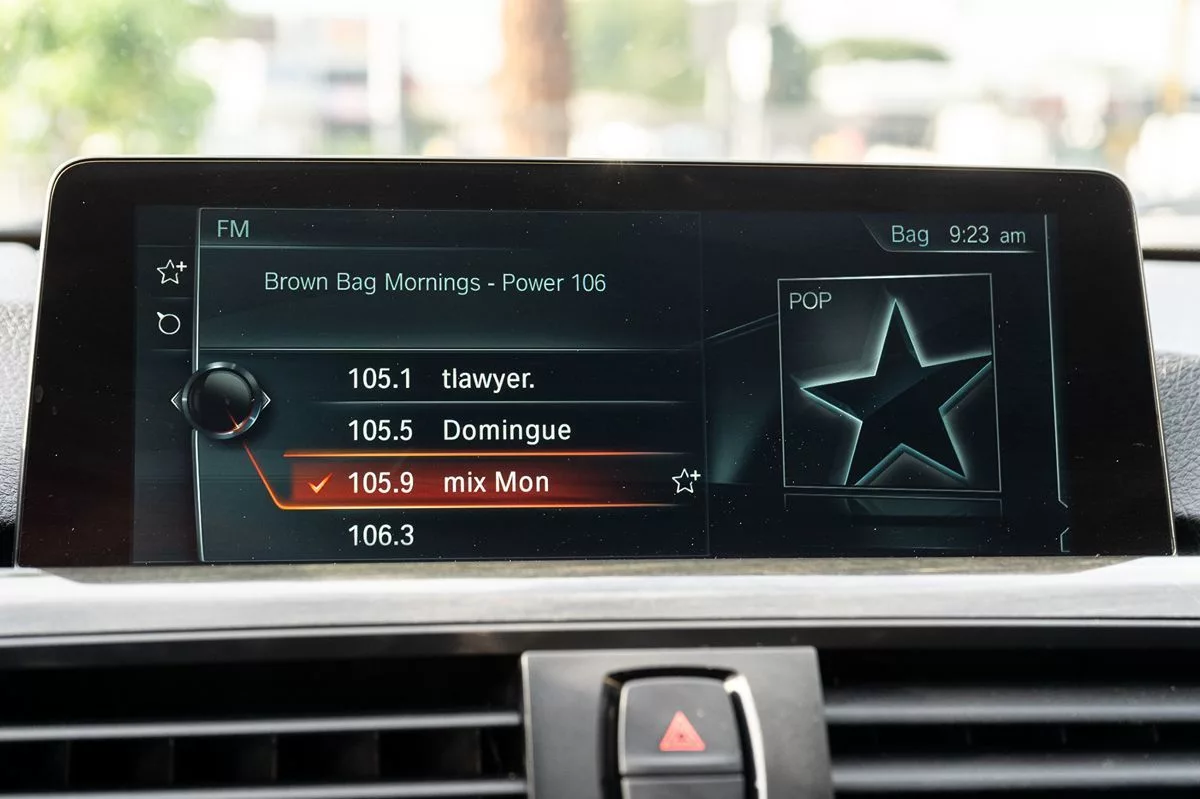 FM
Bag 9:23 am
Brown Bag Mornings - Power 106
POP
105.1 tlawyer.
105.5 Domingue
105.9 mix Mon
106.3